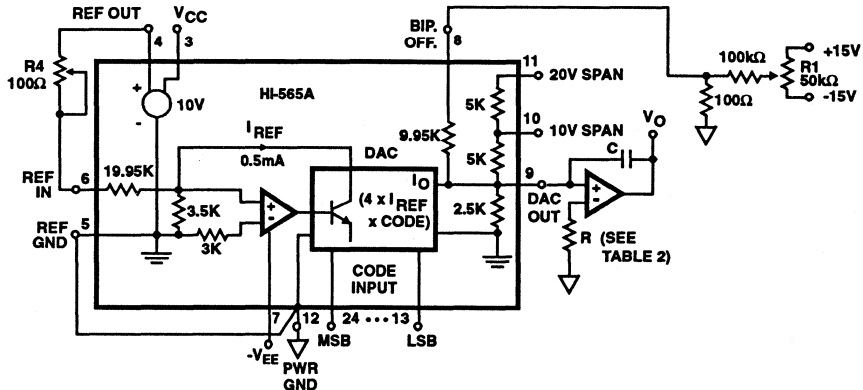 REF OUT
VCC
4
3
BIP.
OFF.
8
R4
100Ω
11
20V SPAN
100kΩ
R1
50kΩ
+15V
-15V
+
10V
-
HI-565A
5K
100Ω
10
10V SPAN
VO
IREF
0.5mA
9.95K
DAC
5K
C
REF
IN
6
19.95K
IO
9
DAC
OUT
+
-
3.5K
+
-
(4 x IREF
x CODE)
2.5K
REF
GND
5
3K
R (SEE
TABLE 2)
CODE
INPUT
7
12
24 • • • 13
-VEE
PWR
GND
MSB
LSB